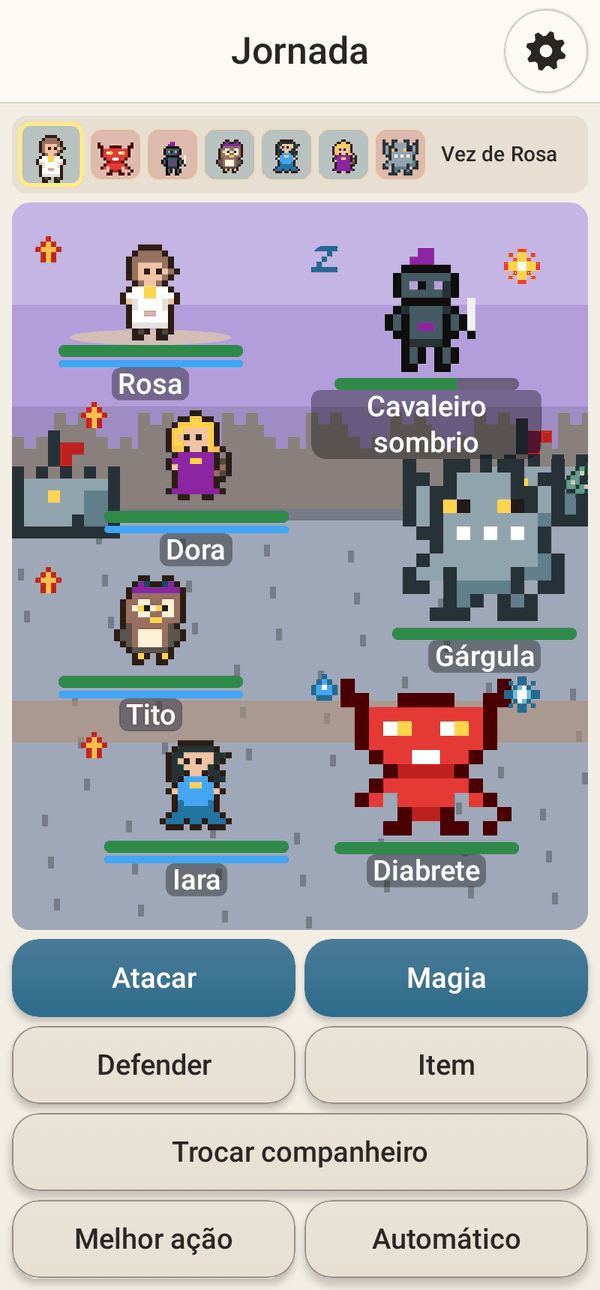 Jornada
Vez de Rosa
Z
Rosa
Cavaleiro
sombrio
Dora
Gárgula
Tito
Diabrete
Iara
Atacar
Magia
Defender
Item
Trocar companheiro
Melhor ação
Automático